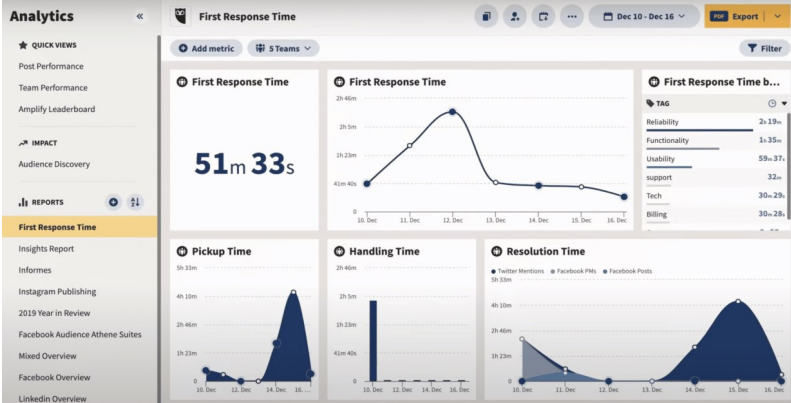 Analytics «
First Response Time
Dec 10 - Dec 16
PDF Export
QUICK VIEWS
Add metric
5 Teams
Filter
Post Performance
Team Performance
Amplify Leaderboard
IMPACT
Audience Discovery
REPORTS
First Response Time
Insights Report
Informes
Instagram Publishing
2019 Year in Review
Facebook Audience Athene Suites
Mixed Overview
Facebook Overview
Linkedin Overview
First Response Time
51m 33s
First Response Time
2h 46m
2h 5m
1h 23m
41m 40s
0
10. Dec 11. Dec 12. Dec 13. Dec 14. Dec 15. Dec 16. Dec
First Response Time b...
TAG
Reliability 2h 19m
Functionality 1h 35m
Usability 59m 37s
support 32m
Tech 30m 29s
Billing 30m 28s
Pickup Time
5h 33m
4h 10m
2h 46m
1h 23m
0
10. Dec 12. Dec 14. Dec 16. ...
Handling Time
2h 46m
2h 5m
1h 23m
41m 40s
0
10. Dec 12. Dec 14. Dec 16. Dec
Resolution Time
Twitter Mentions Facebook PMs Facebook Posts
5h 33m
4h 10m
2h 46m
1h 23m
0
10. Dec 11. Dec 12. Dec 13. Dec 14. Dec 15. Dec 16. Dec